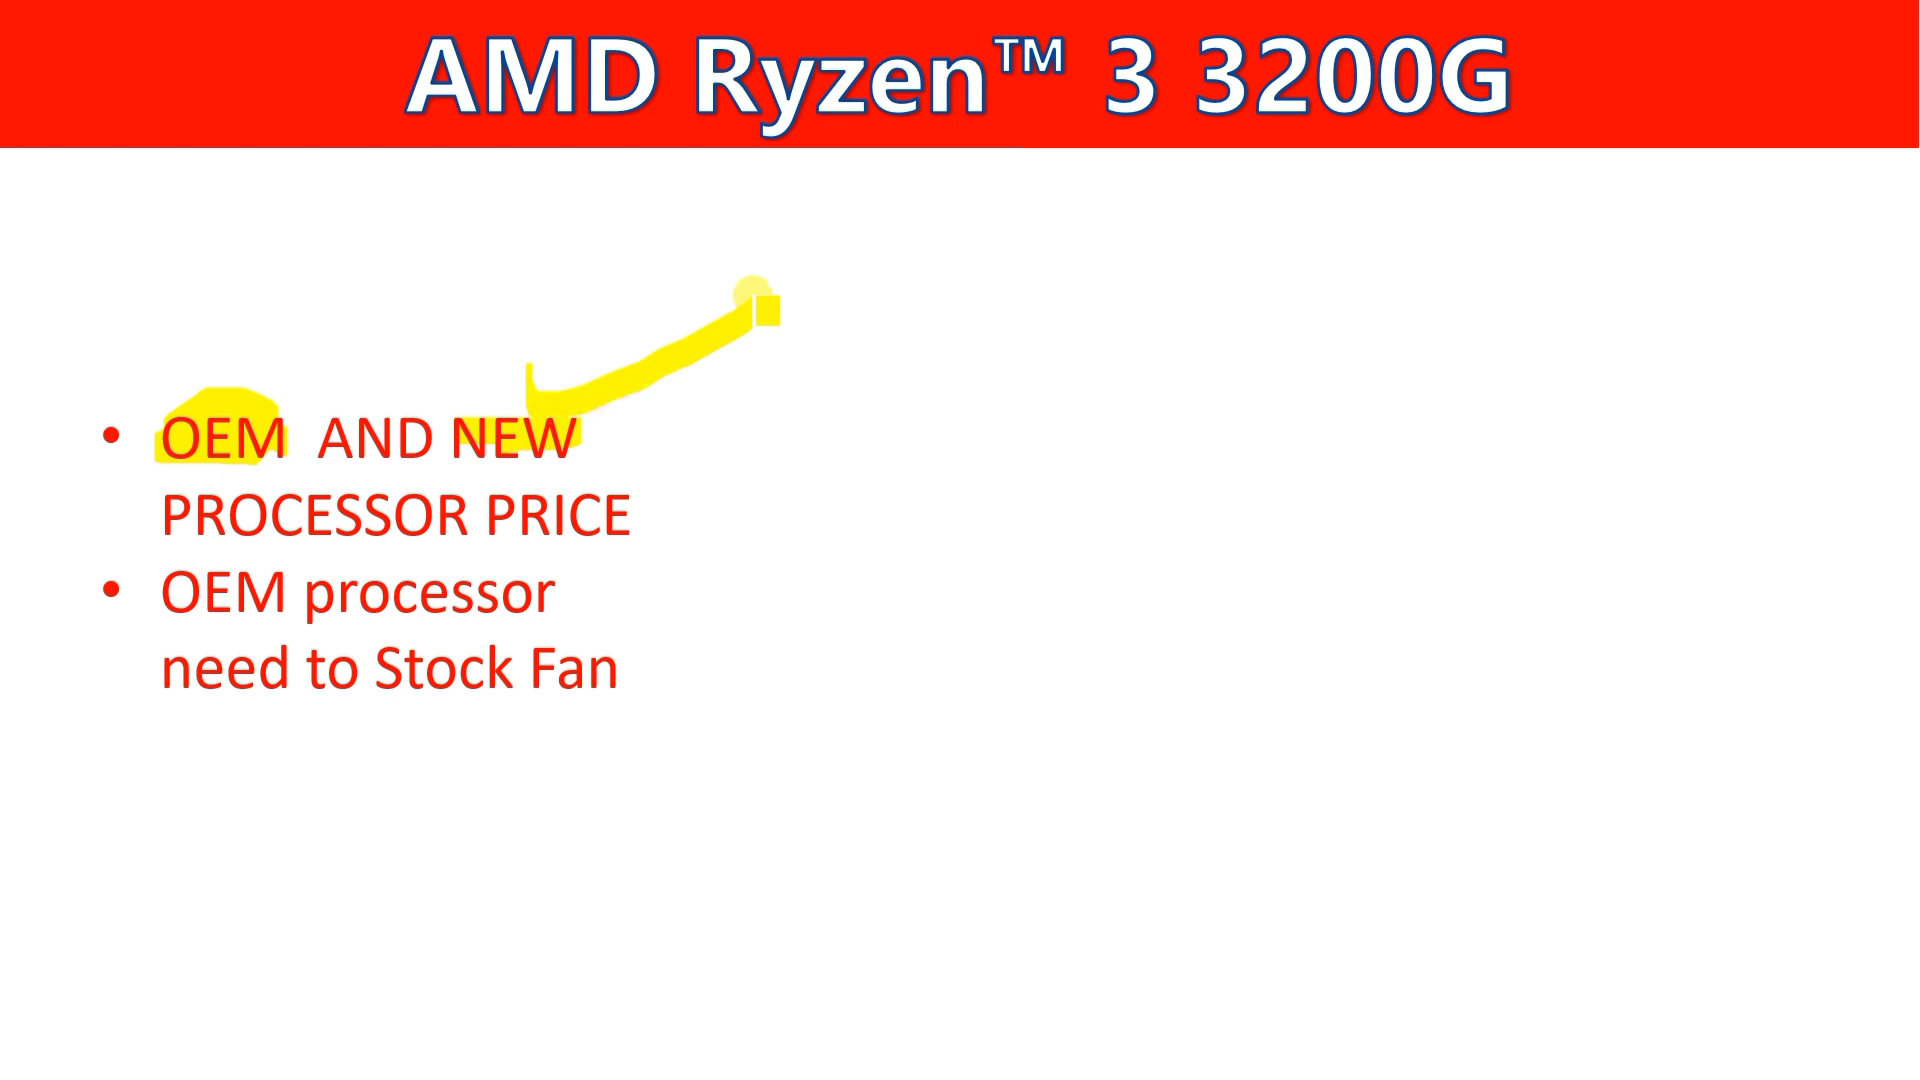 AMD Ryzen™ 3 3200G
• OEM AND NEW
PROCESSOR PRICE
• OEM processor
need to Stock Fan